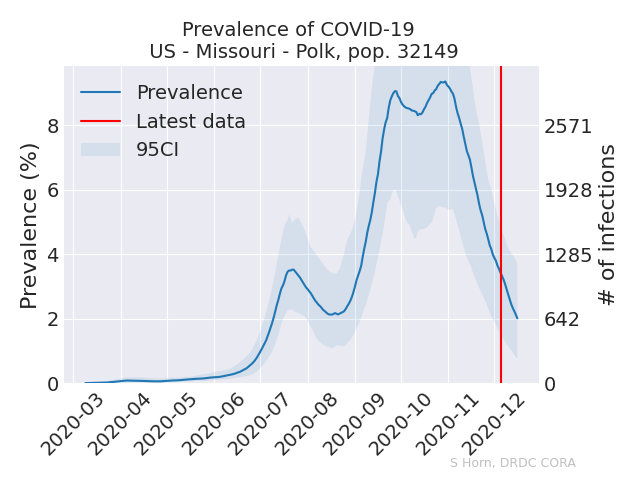 Prevalence of COVID-19
US - Missouri - Polk, pop. 32149
Prevalence
Latest data
95CI
Prevalence (%)
8
6
4
2
0
2571
1928
1285
642
0
# of infections
2020-03
2020-04
2020-05
2020-06
2020-07
2020-08
2020-09
2020-10
2020-11
2020-12
S Horn, DRDC CORA